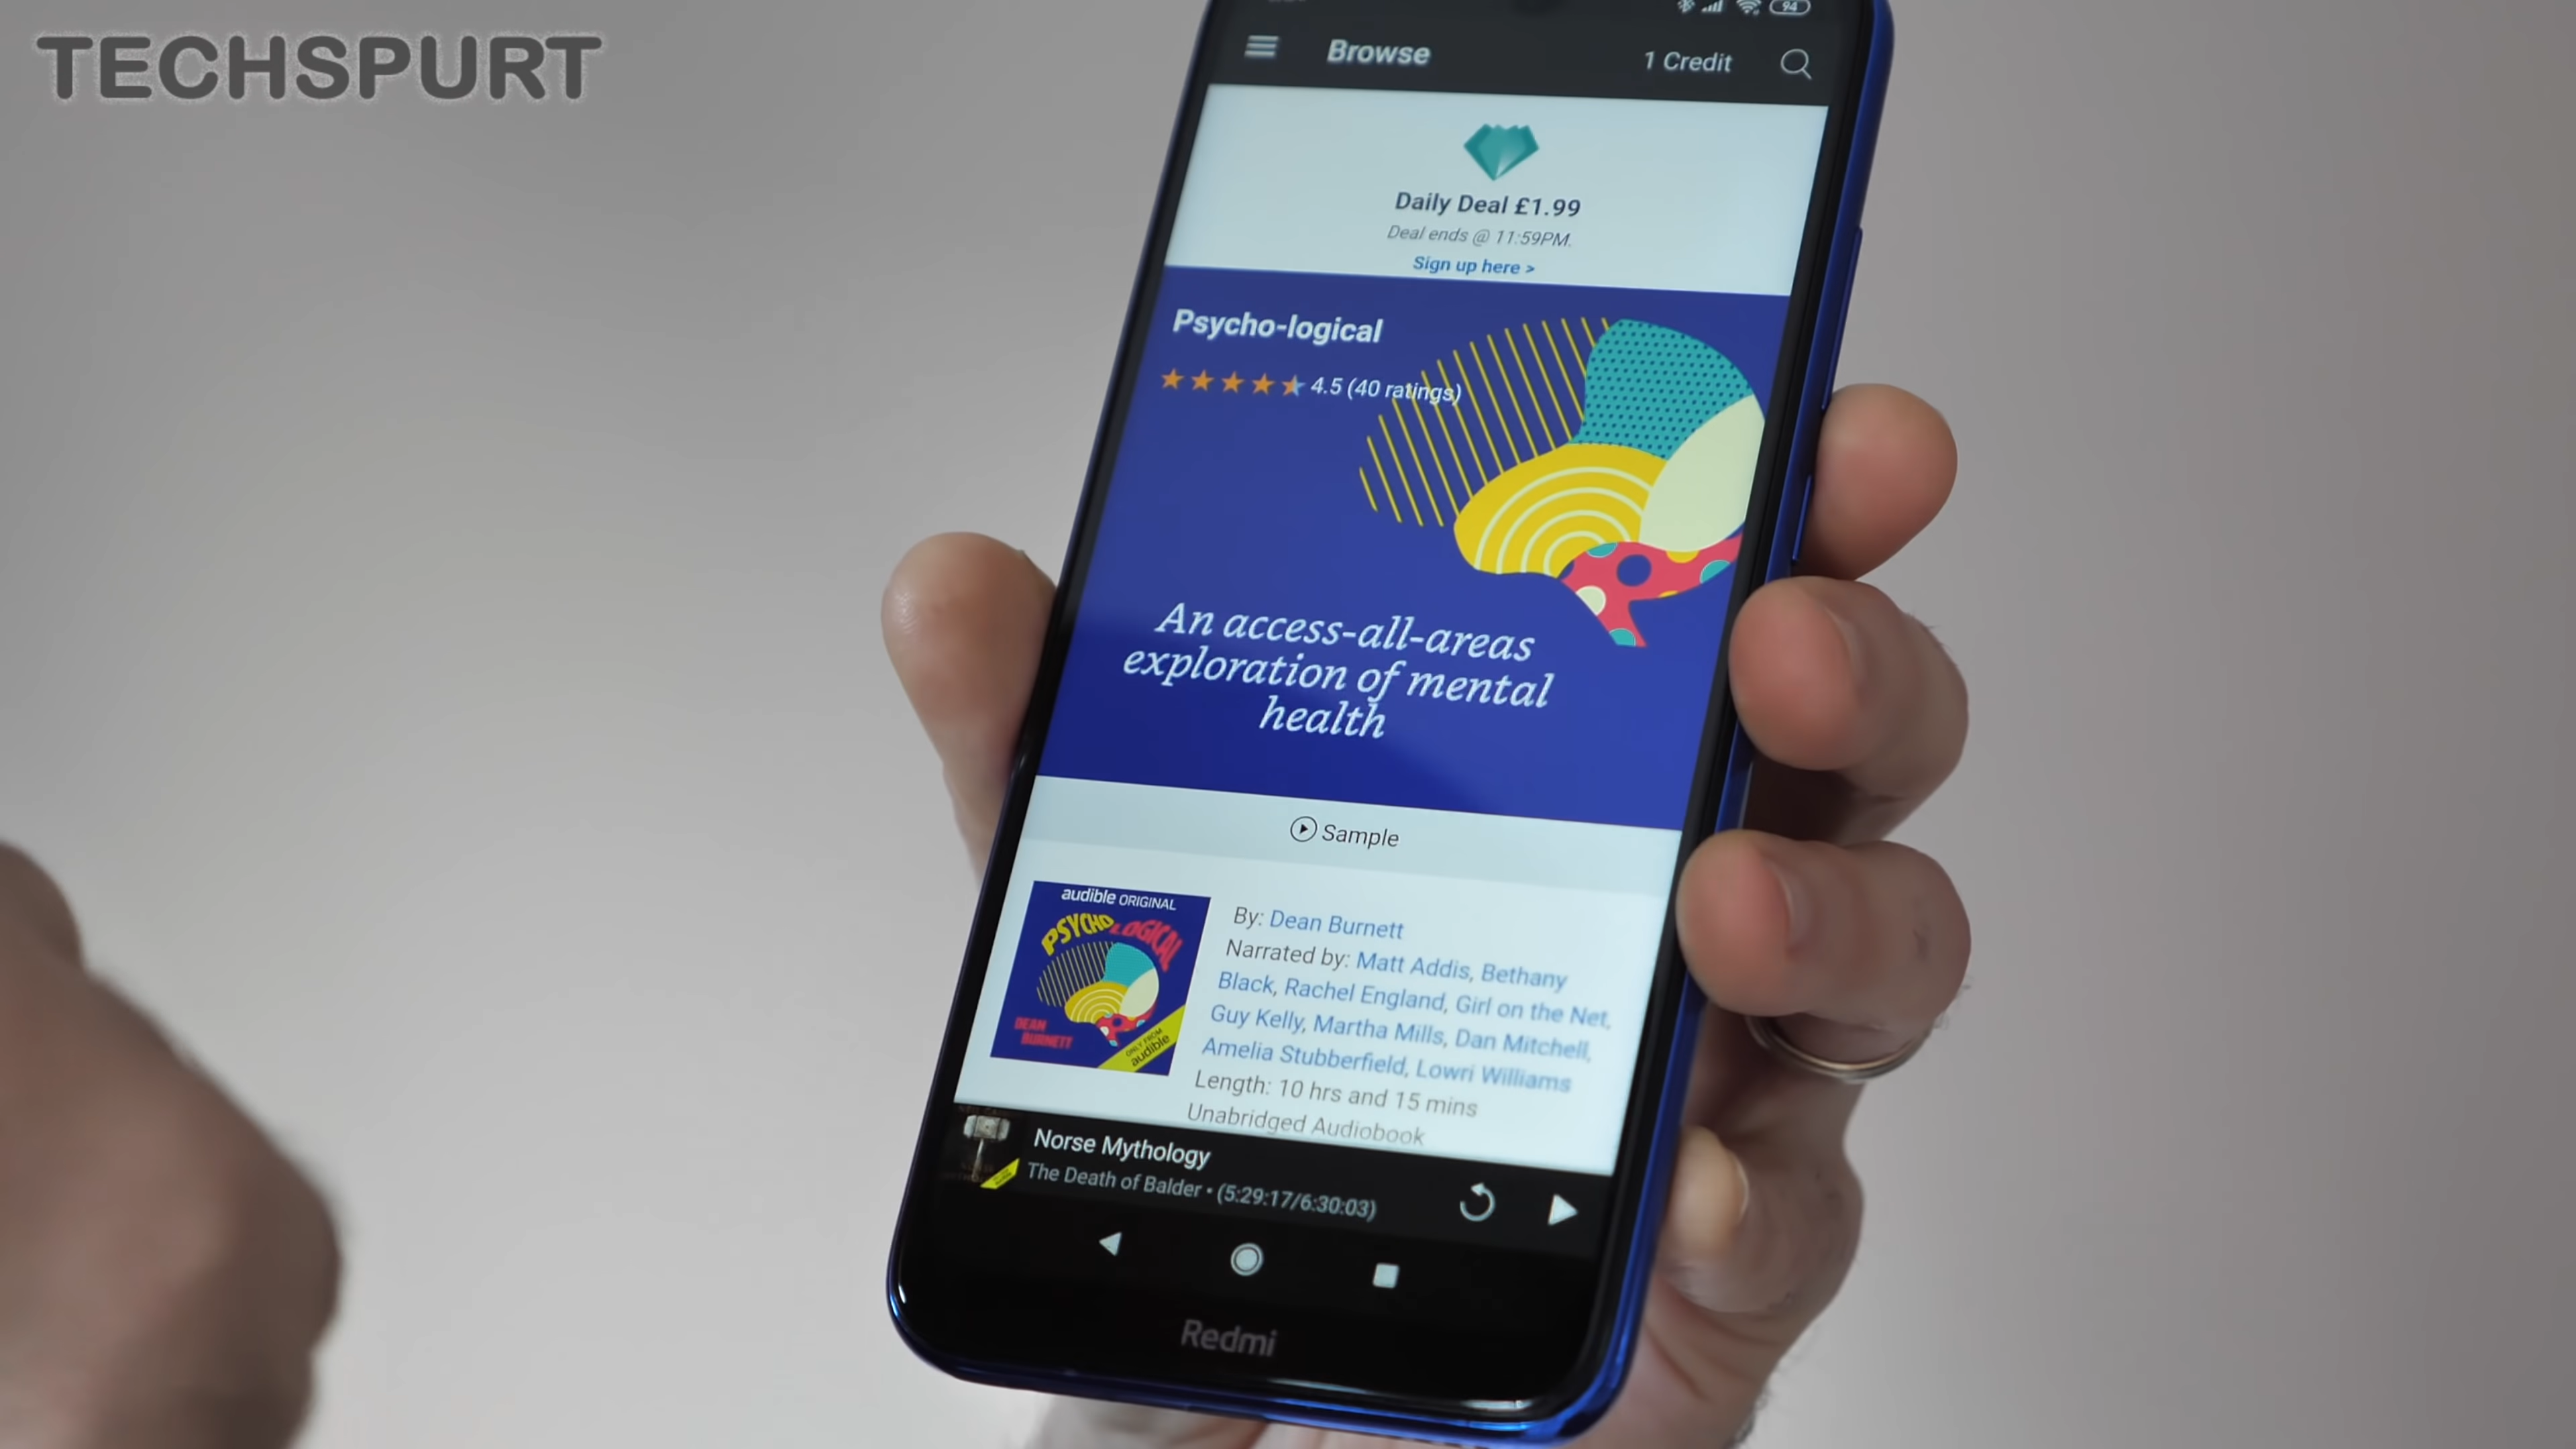 TECHSPURT
94
Browse
1 Credit
Daily Deal £1.99
Deal ends @ 11:59PM.
Sign up here >
Psycho-logical
4.5 (40 ratings)
An access-all-areas
exploration of mental
health
Sample
audible ORIGINAL
PSYCHO LOGICAL
DEAN
BURNETT
ONLY FROM
audible
By: Dean Burnett
Narrated by: Matt Addis, Bethany
Black, Rachel England, Girl on the Net,
Guy Kelly, Martha Mills, Dan Mitchell,
Amelia Stubberfield, Lowri Williams
Length: 10 hrs and 15 mins
Unabridged Audiobook
Norse Mythology
The Death of Balder • (5:29:17/6:30:03)
Redmi